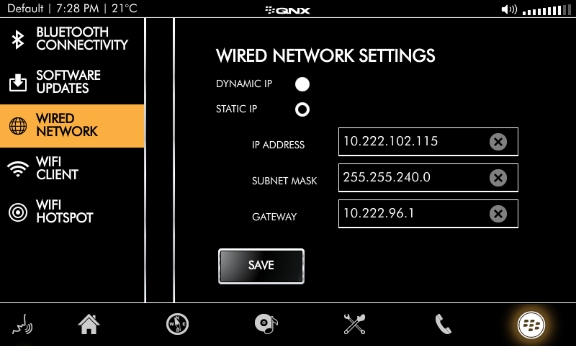 Default | 7:28 PM | 21°C
QNX
BLUETOOTH
CONNECTIVITY
SOFTWARE
UPDATES
WIRED
NETWORK
WIFI
CLIENT
WIFI
HOTSPOT
WIRED NETWORK SETTINGS
DYNAMIC IP
STATIC IP
IP ADDRESS 10.222.102.115
SUBNET MASK 255.255.240.0
GATEWAY 10.222.96.1
SAVE